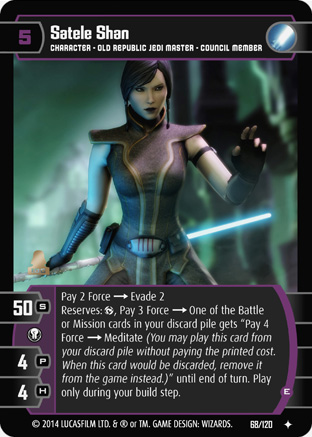 5
Satele Shan
CHARACTER - OLD REPUBLIC JEDI MASTER - COUNCIL MEMBER
Pay 2 Force → Evade 2
50 S
Reserves: , Pay 3 Force → One of the Battle
or Mission cards in your discard pile gets "Pay 4
Force → Meditate (You may play this card from
4 P
your discard pile without paying the printed cost.
When this card would be discarded, remove it
4 H
from the game instead.)" until end of turn. Play
only during your build step.
E
© 2014 LUCASFILM LTD. & ® or TM. GAME DESIGN: WIZARDS.
68/120